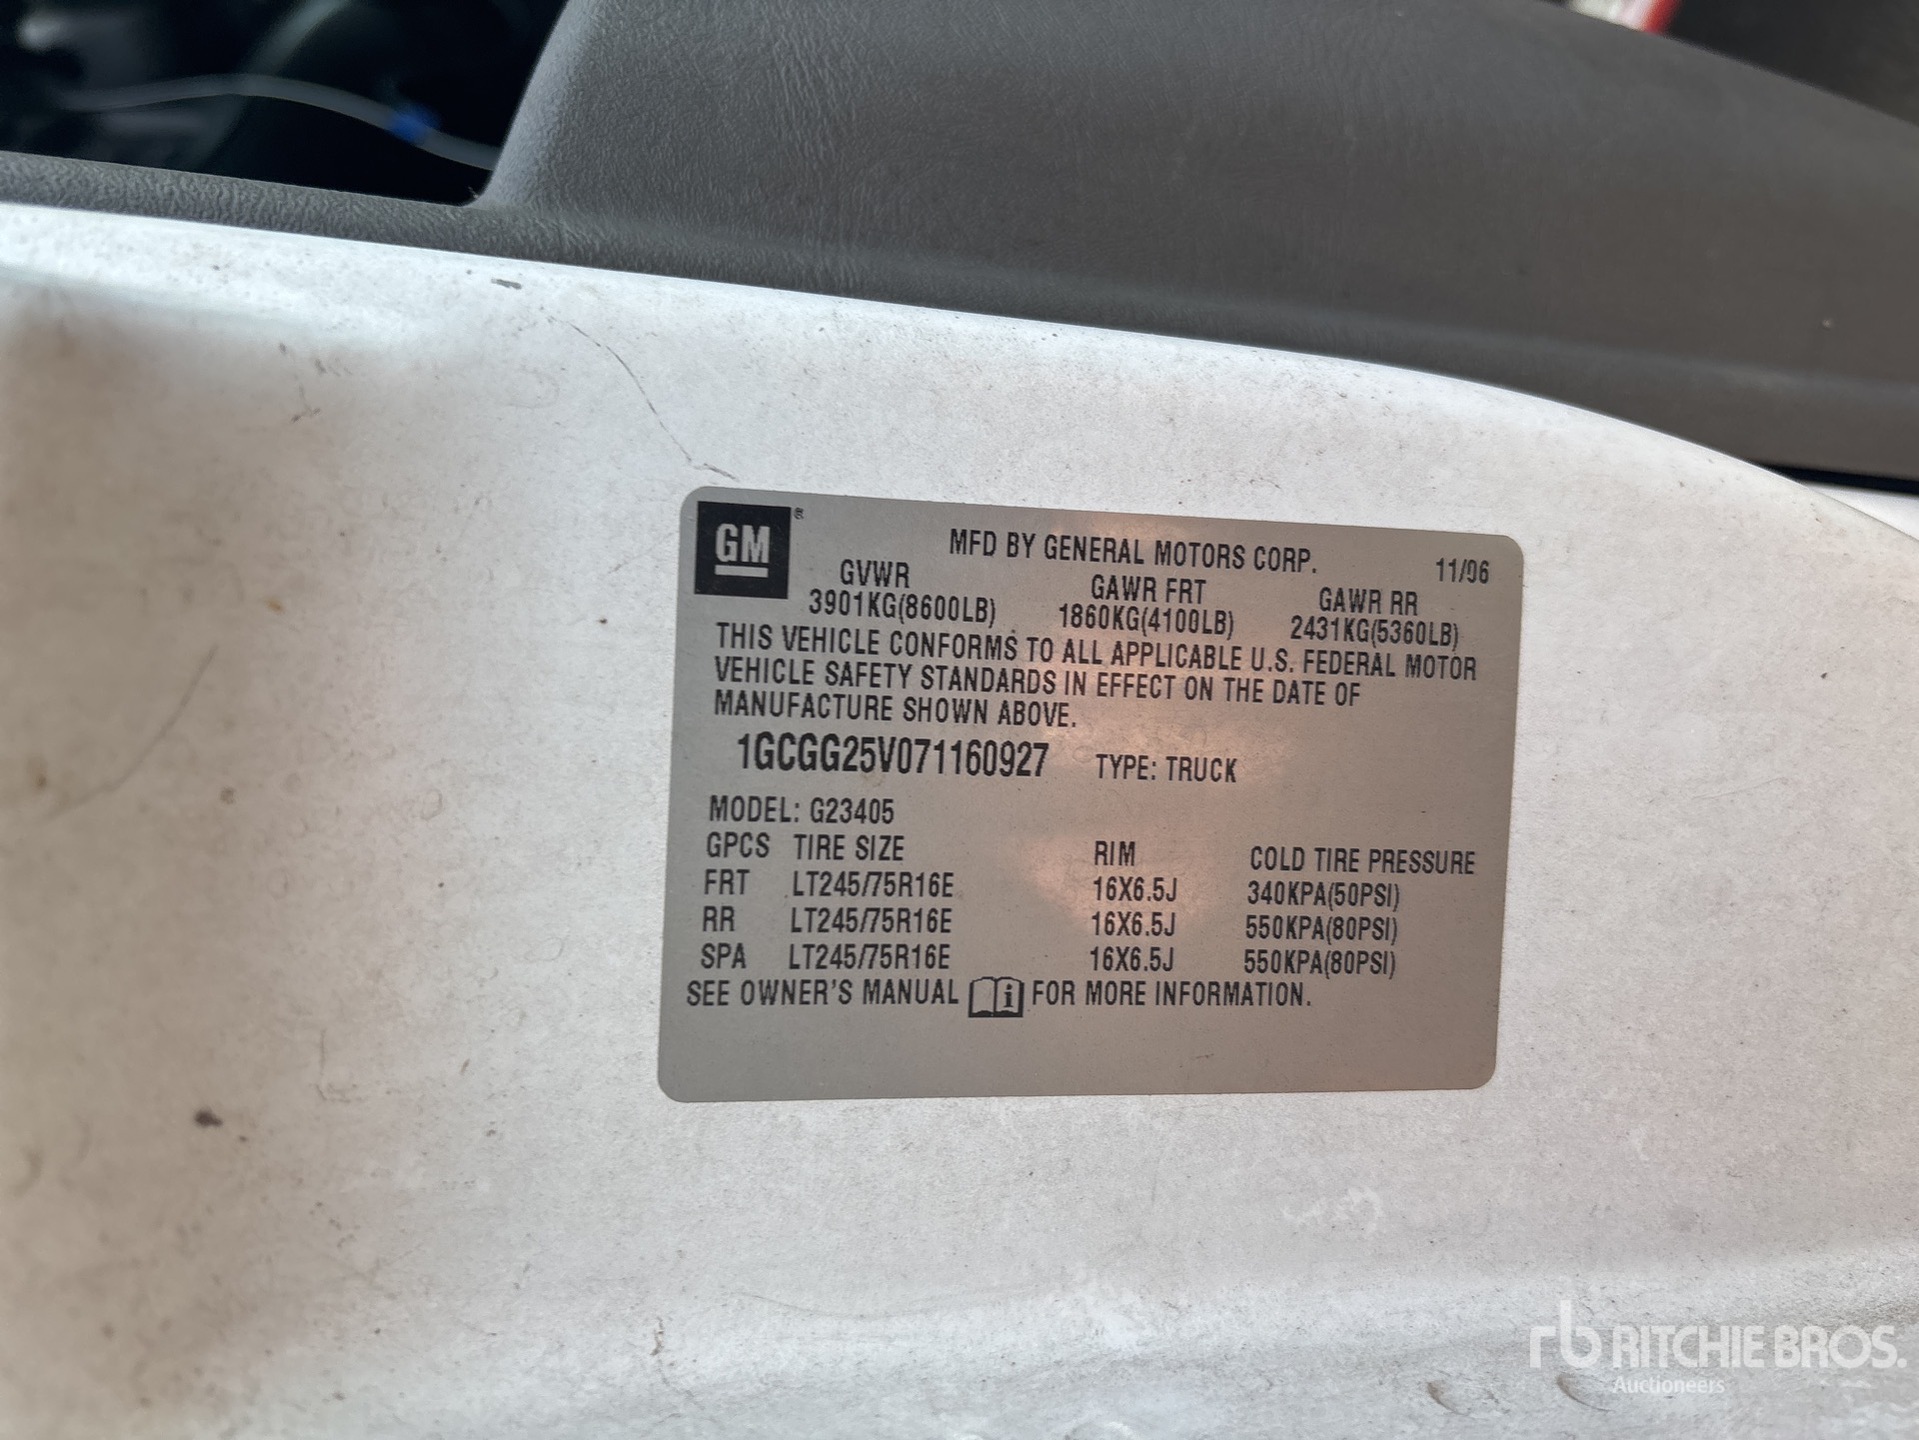 GM ®
MFD BY GENERAL MOTORS CORP. 11/06
GVWR GAWR FRT GAWR RR
3901KG(8600LB) 1860KG(4100LB) 2431KG(5360LB)
THIS VEHICLE CONFORMS TO ALL APPLICABLE U.S. FEDERAL MOTOR
VEHICLE SAFETY STANDARDS IN EFFECT ON THE DATE OF
MANUFACTURE SHOWN ABOVE.
1GCGG25V071160927 TYPE: TRUCK
MODEL: G23405
GPCS TIRE SIZE RIM COLD TIRE PRESSURE
FRT LT245/75R16E 16X6.5J 340KPA(50PSI)
RR LT245/75R16E 16X6.5J 550KPA(80PSI)
SPA LT245/75R16E 16X6.5J 550KPA(80PSI)
SEE OWNER'S MANUAL i FOR MORE INFORMATION.
rb RITCHIE BROS.
Auctioneers